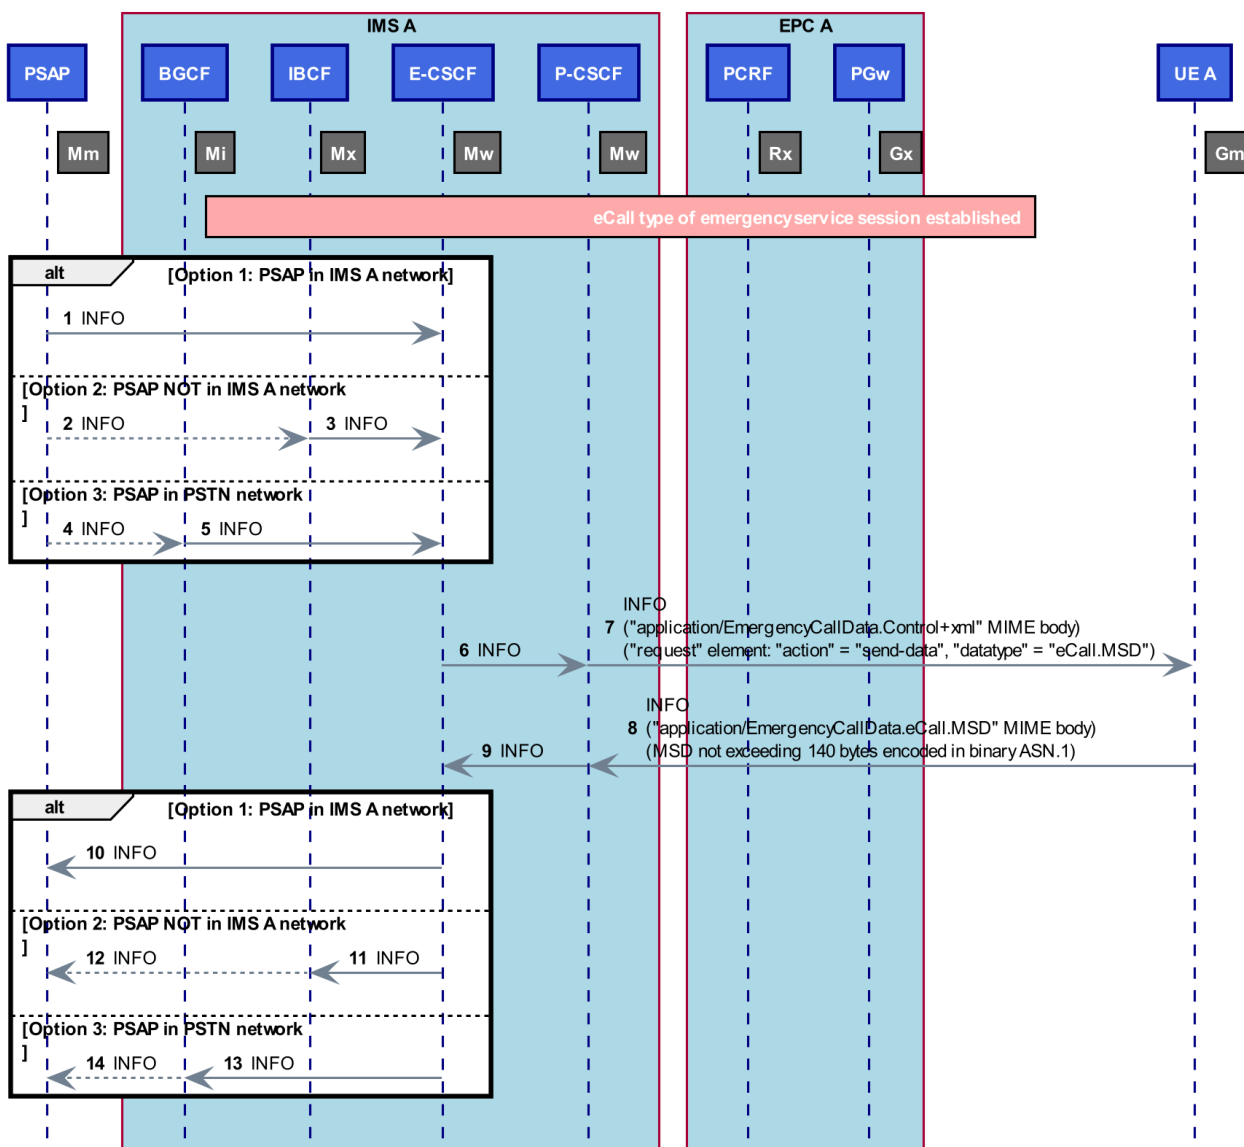 IMS A
EPC A
PSAP
BGCF
IBCF
E-CSCF
P-CSCF
PCRF
PGw
UE A
Mm
Mi
Mx
Mw
Mw
Rx
Gx
Gm
eCall type of emergency service session established
alt
[Option 1: PSAP in IMS A network]
1 INFO
[Option 2: PSAP NOT in IMS A network
]
2 INFO
3 INFO
[Option 3: PSAP in PSTN network
]
4 INFO
5 INFO
6 INFO
INFO
7 ("application/EmergencyCallData.Control+xml" MIME body)
("request" element: "action" = "send-data", "datatype" = "eCall.MSD")
INFO
8 ("application/EmergencyCallData.eCall.MSD" MIME body)
(MSD not exceeding 140 bytes encoded in binary ASN.1)
9 INFO
alt
[Option 1: PSAP in IMS A network]
10 INFO
[Option 2: PSAP NOT in IMS A network
]
12 INFO
11 INFO
[Option 3: PSAP in PSTN network
]
14 INFO
13 INFO